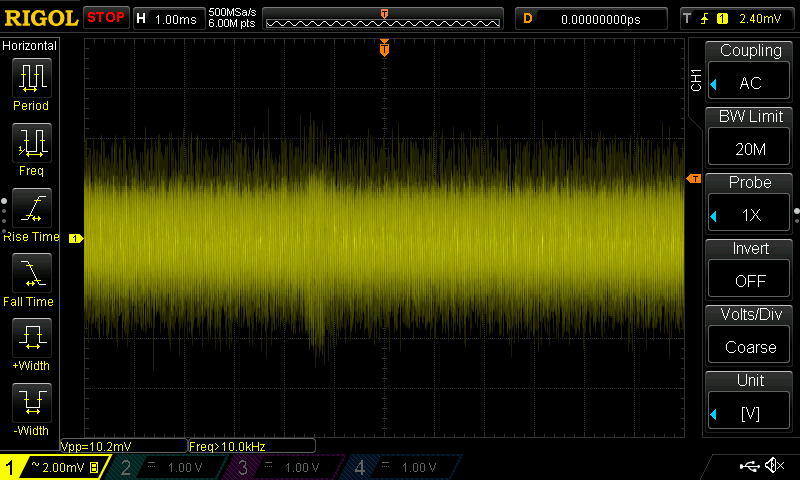 RIGOL STOP H 1.00ms 500MSa/s 6.00M pts T D 0.00000000ps T 1 2.40mV
Horizontal
Period
Freq
Rise Time
Fall Time
+Width
-Width
T
T
1
CH1
Coupling
AC
BW Limit
20M
Probe
1X
Invert
OFF
Volts/Div
Coarse
Unit
[V]
Vpp=10.2mV Freq>10.0kHz
1 ~ 2.00mV B 2 1.00 V 3 1.00 V 4 1.00 V